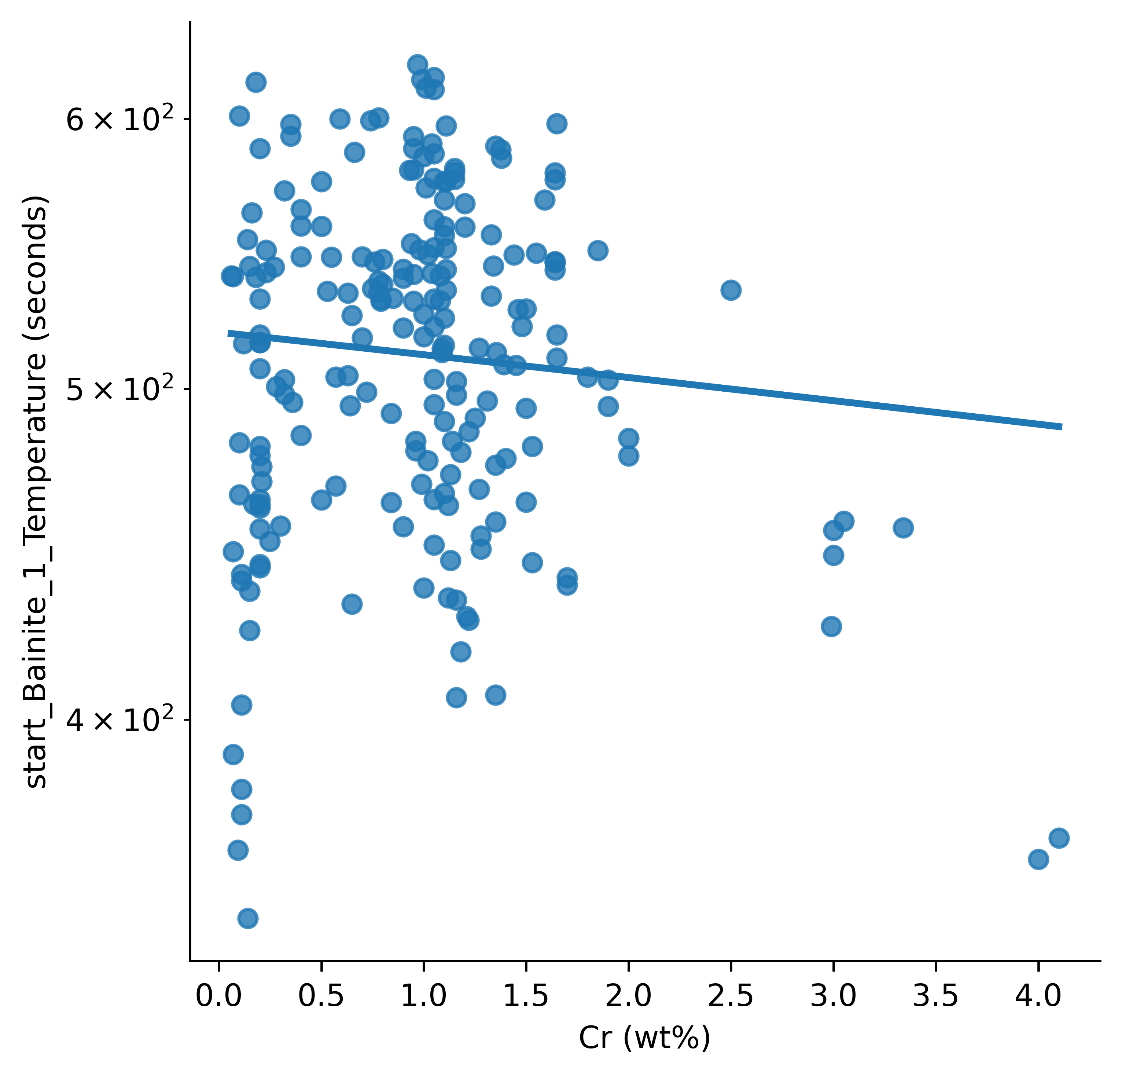 start_Bainite_1_Temperature (seconds)
6 × 10²
5 × 10²
4 × 10²
0.0 0.5 1.0 1.5 2.0 2.5 3.0 3.5 4.0
Cr (wt%)